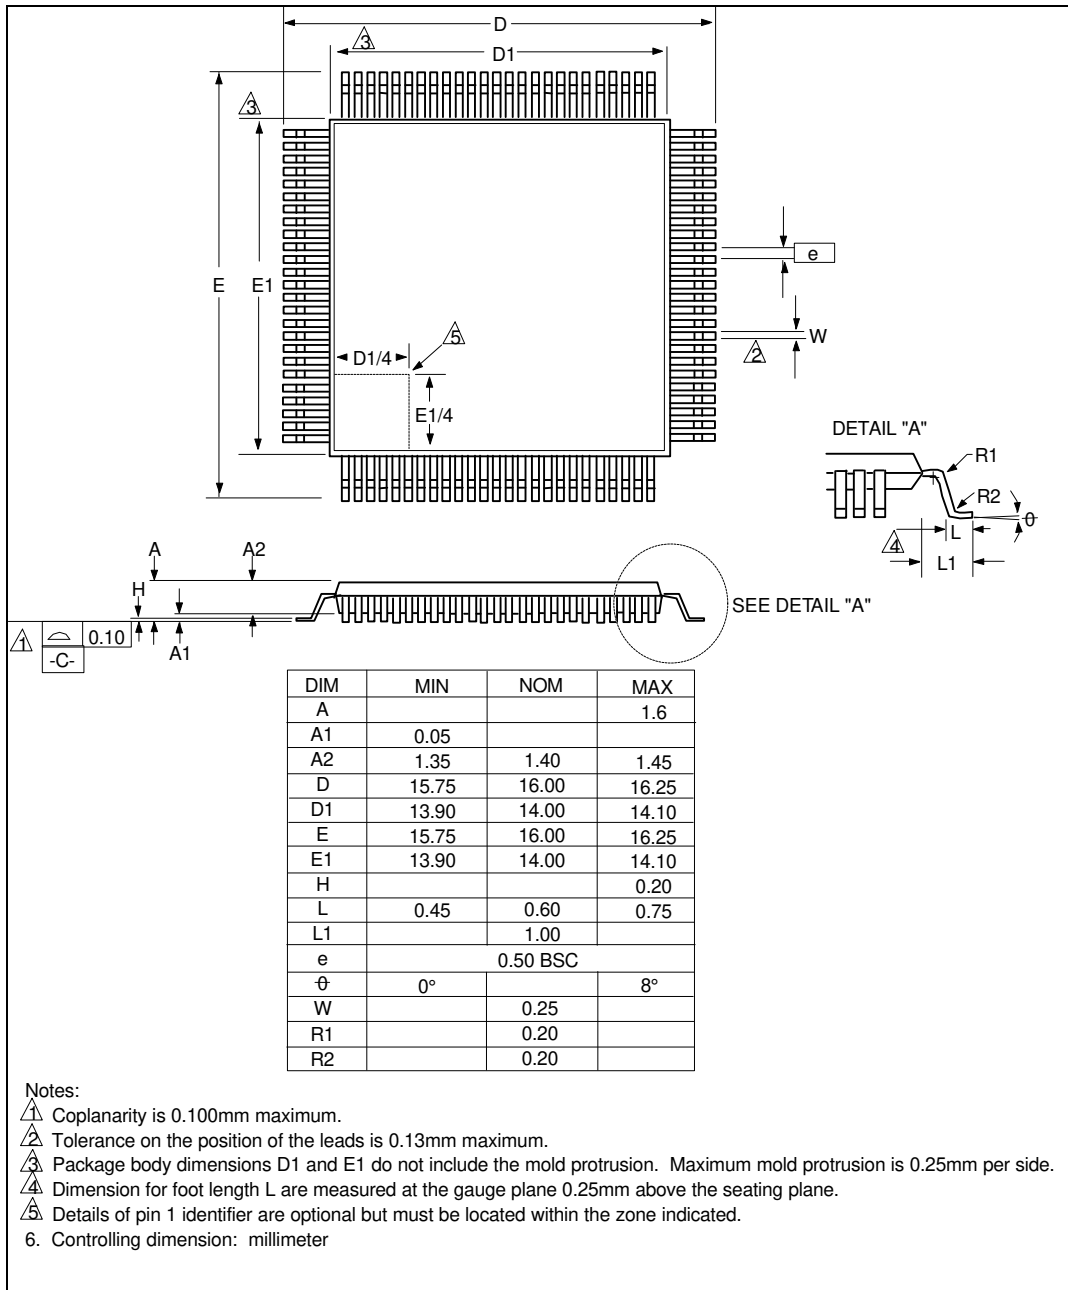 D
3
D1
3
E
E1
e
5
D1/4
W
2
E1/4
DETAIL "A"
R1
R2
θ
L
4
L1
A
A2
H
SEE DETAIL "A"
1
0.10
-C-
A1
DIM MIN NOM MAX
A 1.6
A1 0.05
A2 1.35 1.40 1.45
D 15.75 16.00 16.25
D1 13.90 14.00 14.10
E 15.75 16.00 16.25
E1 13.90 14.00 14.10
H 0.20
L 0.45 0.60 0.75
L1 1.00
e 0.50 BSC
θ 0° 8°
W 0.25
R1 0.20
R2 0.20
Notes:
1 Coplanarity is 0.100mm maximum.
2 Tolerance on the position of the leads is 0.13mm maximum.
3 Package body dimensions D1 and E1 do not include the mold protrusion. Maximum mold protrusion is 0.25mm per side.
4 Dimension for foot length L are measured at the gauge plane 0.25mm above the seating plane.
5 Details of pin 1 identifier are optional but must be located within the zone indicated.
6. Controlling dimension: millimeter